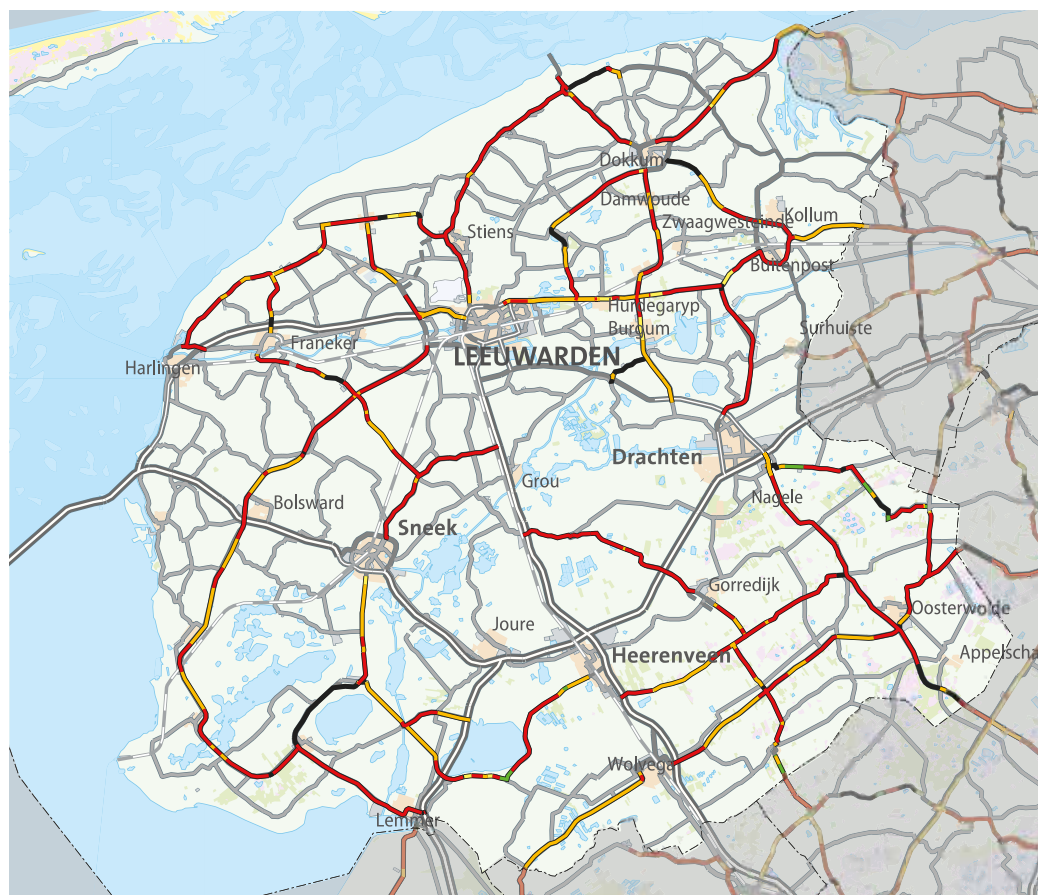 Dokkum
Damwoude
Zwaagwesteinde
Kollum
Stiens
Buitenpost
Hurdegaryp
Burgum
Surhuiste
Franeker
LEEUWARDEN
Harlingen
Drachten
Grou
Nagele
Bolsward
Sneek
Gorredijk
Oosterwolde
Joure
Heerenveen
Appelscha
Wolvega
Lemmer